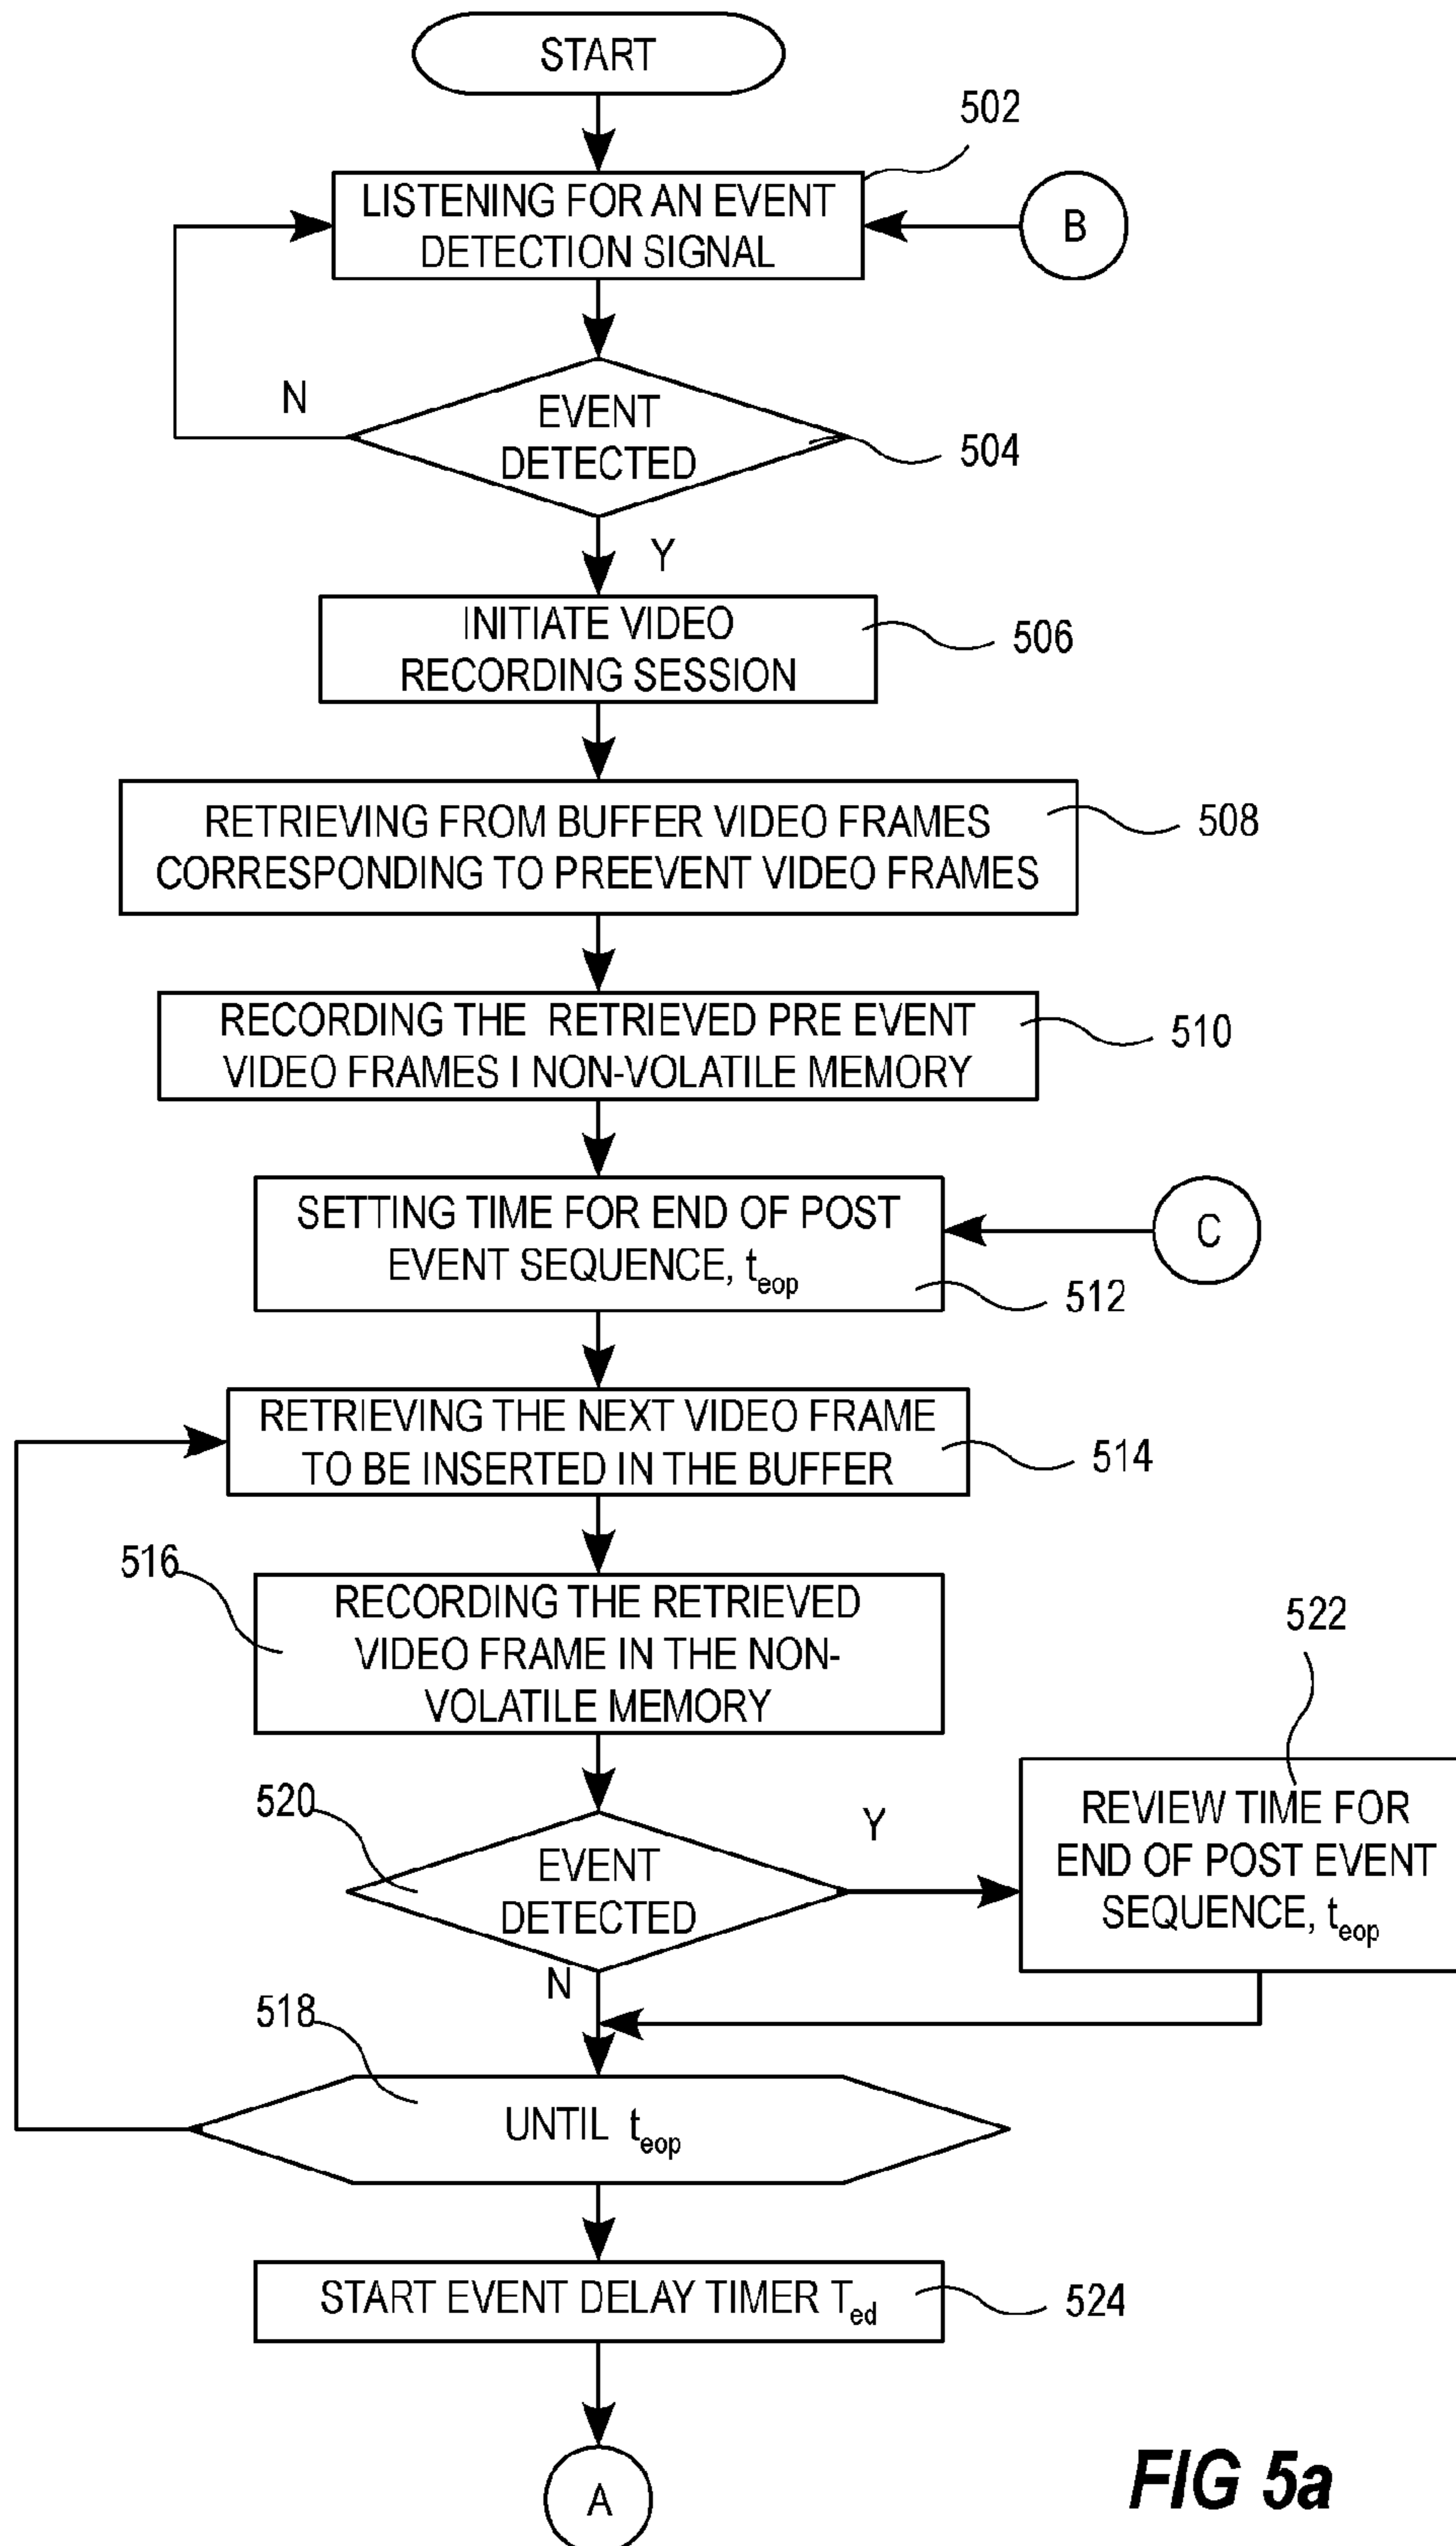 START
502
LISTENING FOR AN EVENT
DETECTION SIGNAL
B
N
EVENT
DETECTED
504
Y
INITIATE VIDEO
RECORDING SESSION
506
RETRIEVING FROM BUFFER VIDEO FRAMES
CORRESPONDING TO PREEVENT VIDEO FRAMES
508
RECORDING THE RETRIEVED PRE EVENT
VIDEO FRAMES I NON-VOLATILE MEMORY
510
SETTING TIME FOR END OF POST
EVENT SEQUENCE, teop
C
512
RETRIEVING THE NEXT VIDEO FRAME
TO BE INSERTED IN THE BUFFER
514
516
RECORDING THE RETRIEVED
VIDEO FRAME IN THE NON-
VOLATILE MEMORY
522
520
EVENT
DETECTED
Y
REVIEW TIME FOR
END OF POST EVENT
SEQUENCE, teop
N
518
UNTIL teop
START EVENT DELAY TIMER Ted
524
A
FIG 5a